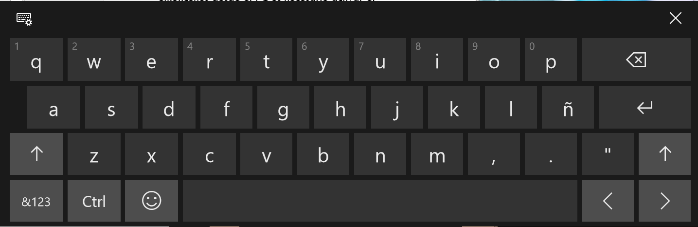 1 2 3 4 5 6 7 8 9 0
q w e r t y u i o p
a s d f g h j k l ñ
z x c v b n m , . "
&123 Ctrl